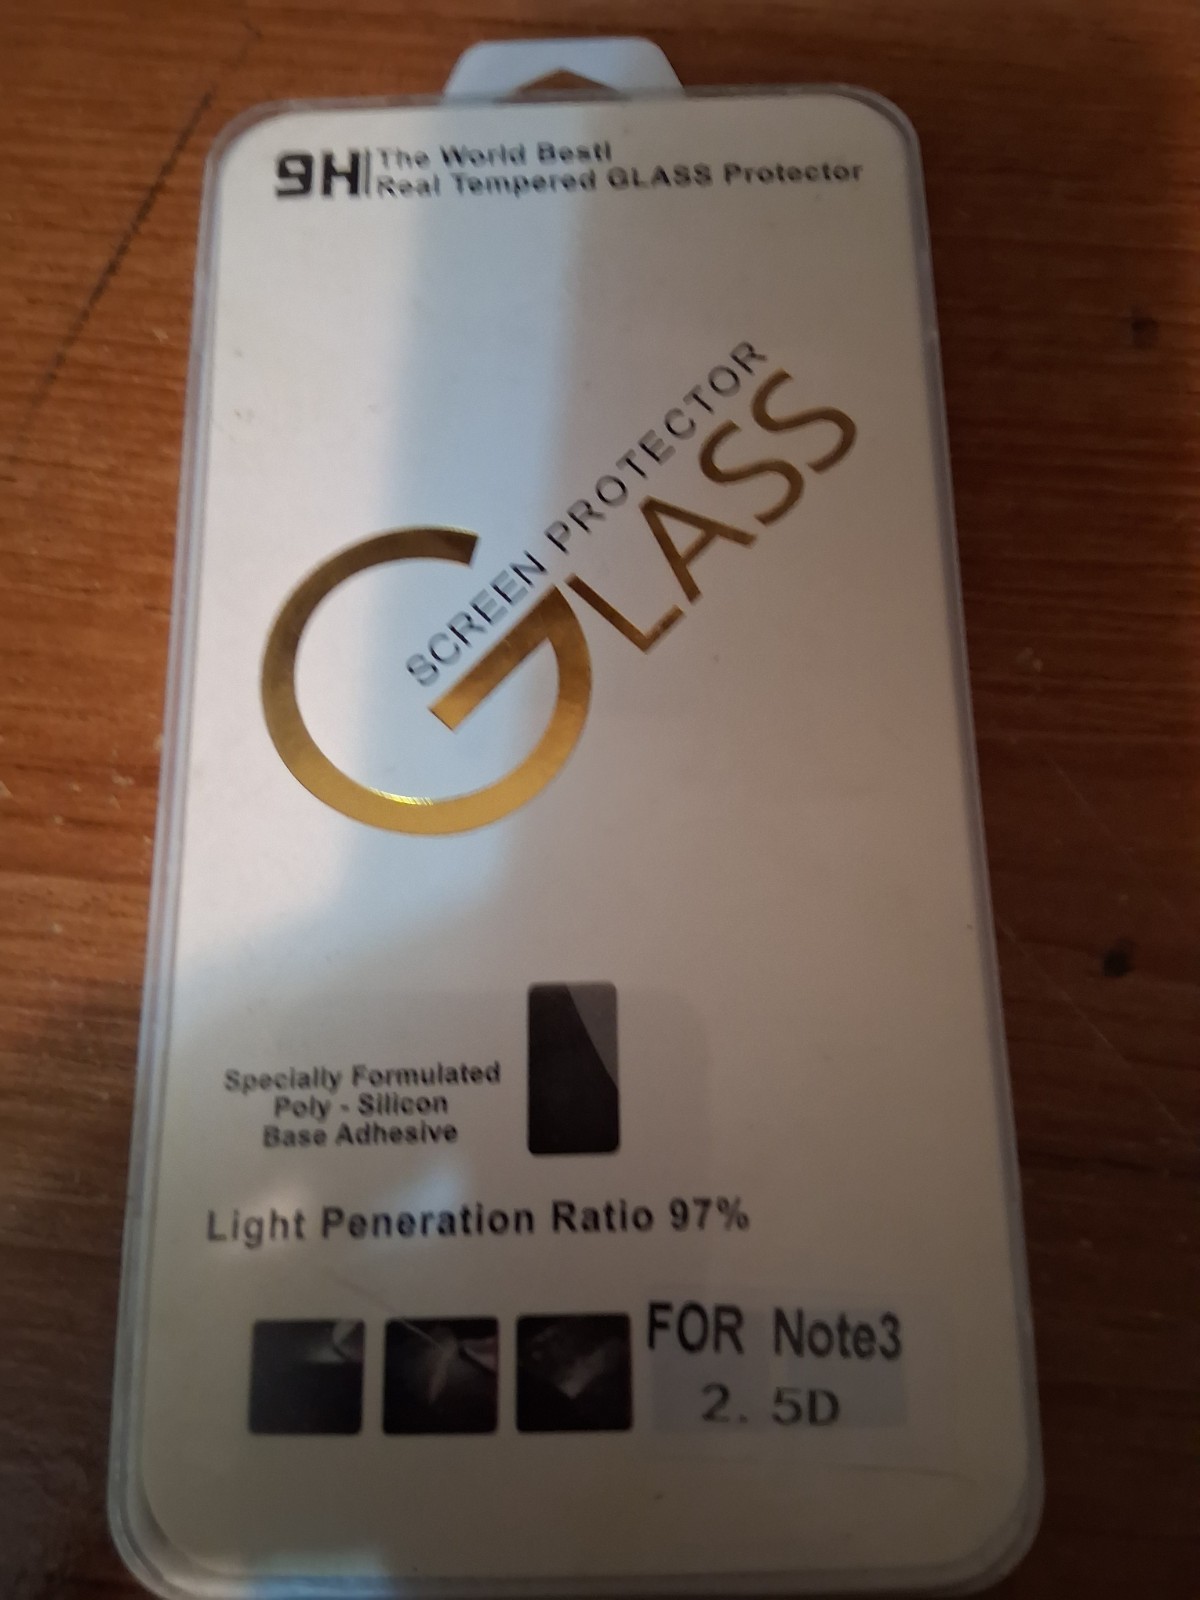 9H The World Best!
Real Tempered GLASS Protector
SCREEN PROTECTOR
GLASS
Specially Formulated
Poly - Silicon
Base Adhesive
Light Peneration Ratio 97%
FOR Note3
2. 5D